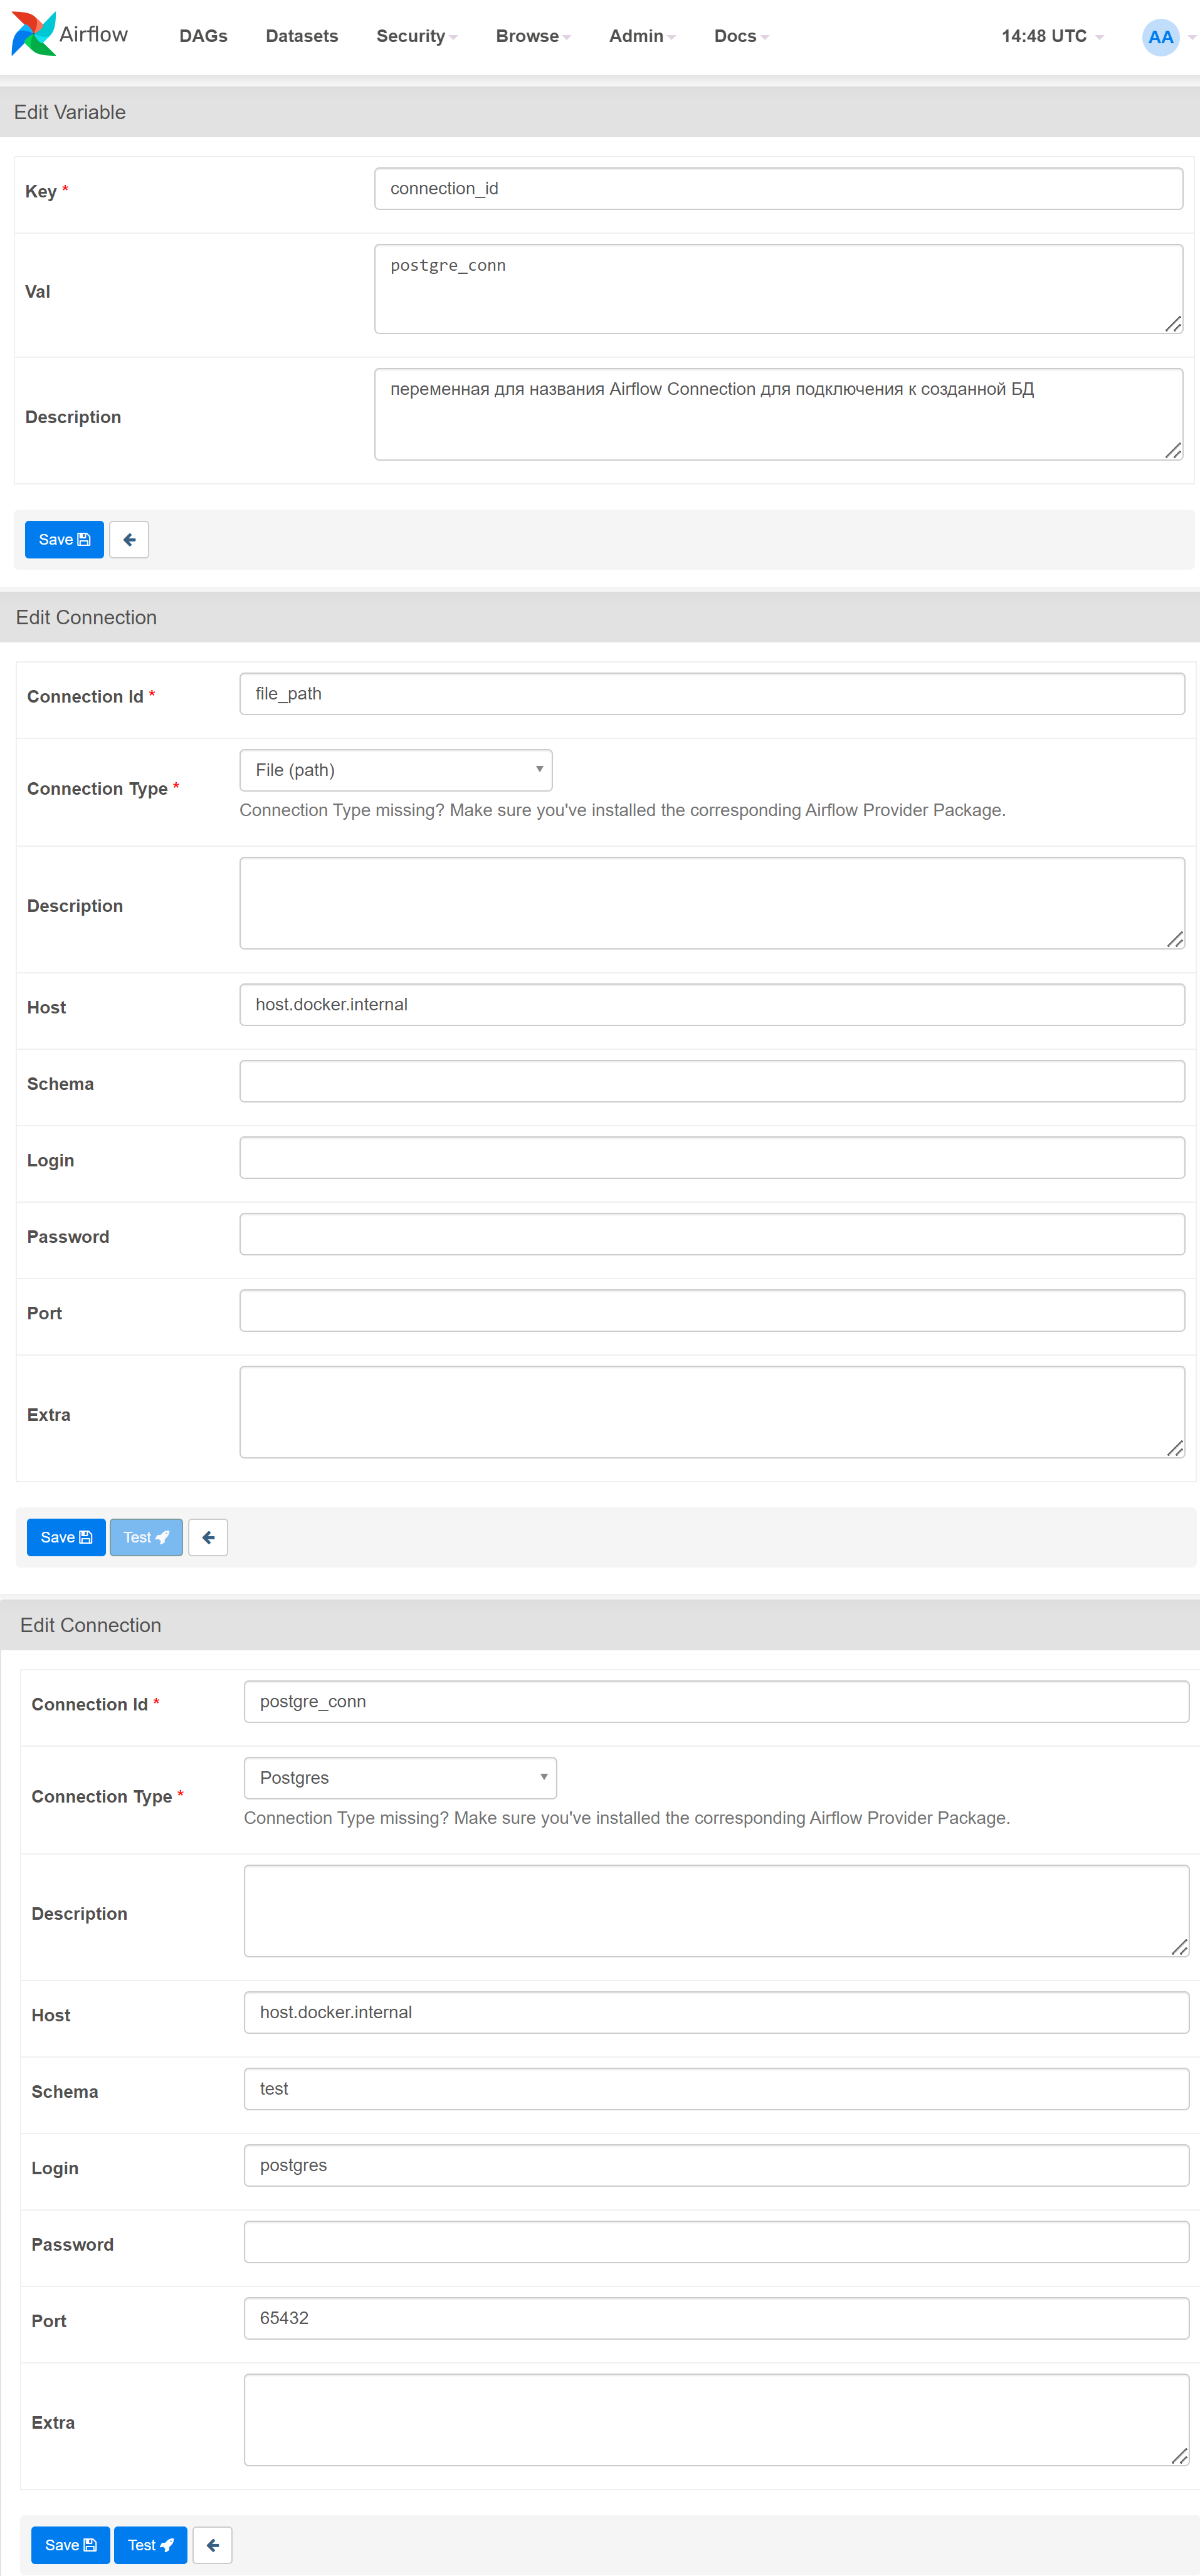 Airflow DAGs Datasets Security Browse Admin Docs 14:48 UTC AA
Edit Variable
Key * connection_id
Val postgre_conn
Description переменная для названия Airflow Connection для подключения к созданной БД
Save
Edit Connection
Connection Id * file_path
Connection Type * File (path)
Connection Type missing? Make sure you've installed the corresponding Airflow Provider Package.
Description
Host host.docker.internal
Schema
Login
Password
Port
Extra
Save Test
Edit Connection
Connection Id * postgre_conn
Connection Type * Postgres
Connection Type missing? Make sure you've installed the corresponding Airflow Provider Package.
Description
Host host.docker.internal
Schema test
Login postgres
Password
Port 65432
Extra
Save Test